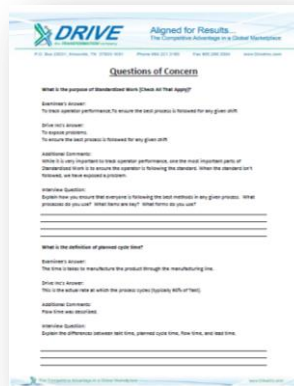 DRIVE
Aligned for Results...
The Competitive Advantage in a Global Marketplace
Questions of Concern
What is the purpose of Standardized Work (Check All That Apply)?
Examinee's Answer:
To track operator performance,To ensure the best process is followed for any given shift
Drive Inc's Answer:
To expose problems.
To ensure the best process is followed for any given shift
Additional Comments:
While it is very important to track operator performance, one the most important parts of
Standardized Work is to ensure the operator is following the standard. When the standard isn't
followed, we have exposed a problem.
Interview Question:
Explain how you ensure that everyone is following the best methods in any given process. What
processes do you use? What items are key? What forms do you use?
What is the definition of planned cycle time?
Examinee's Answer:
The time is takes to manufacture the product through the manufacturing line.
Drive Inc's Answer:
This is the actual rate at which the process cycles (typically of Takt).
Additional Comments:
Flow time was described.
Interview Question:
Explain the differences between takt time, planned cycle time, flow time, and lead time.
The Competitive Advantage in a Global Marketplace